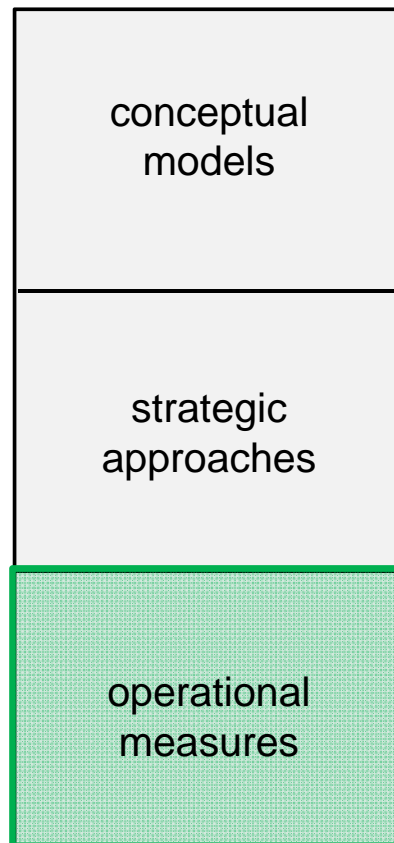 conceptual
models
strategic
approaches
operational
measures